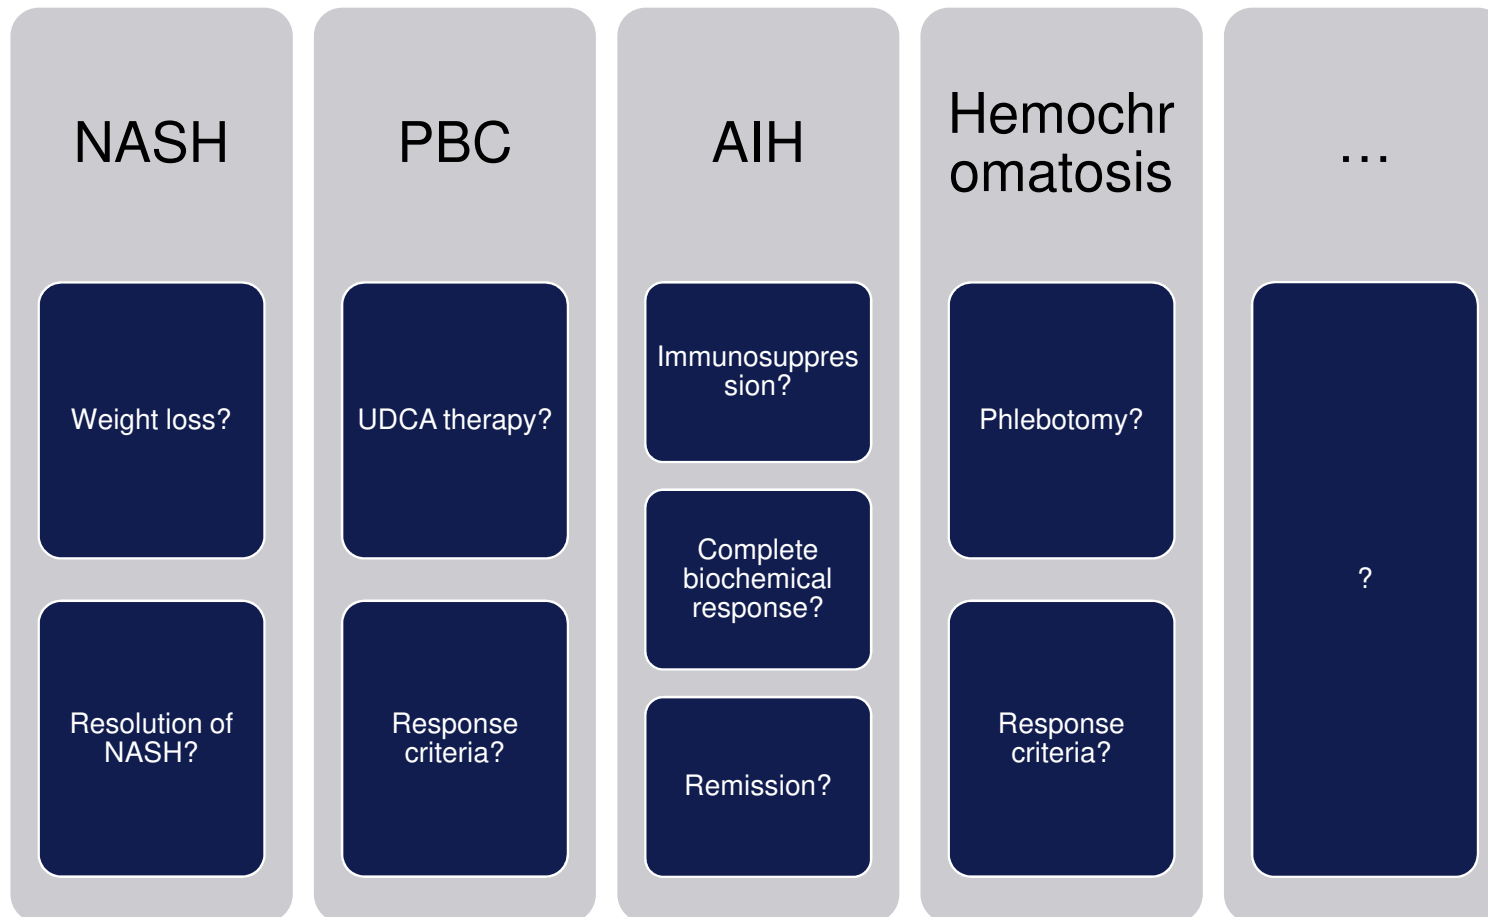 NASH
Weight loss?
Resolution of
NASH?
PBC
UDCA therapy?
Response
criteria?
AIH
Immunosuppres
sion?
Complete
biochemical
response?
Remission?
Hemochr
omatosis
Phlebotomy?
Response
criteria?
...
?